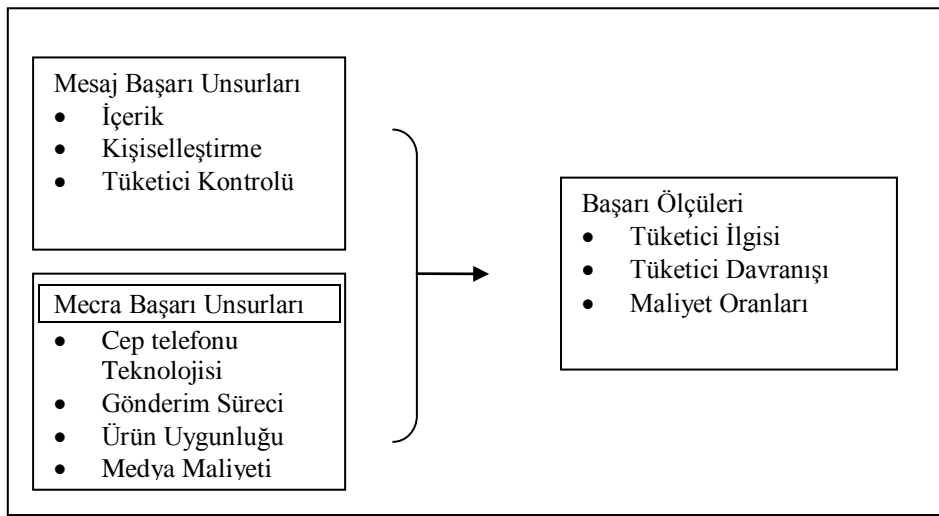 Mesaj Başarı Unsurları
• İçerik
• Kişiselleştirme
• Tüketici Kontrolü
Mecra Başarı Unsurları
• Cep telefonu
Teknolojisi
• Gönderim Süreci
• Ürün Uygunluğu
• Medya Maliyeti
Başarı Ölçüleri
• Tüketici İlgisi
• Tüketici Davranışı
• Maliyet Oranları